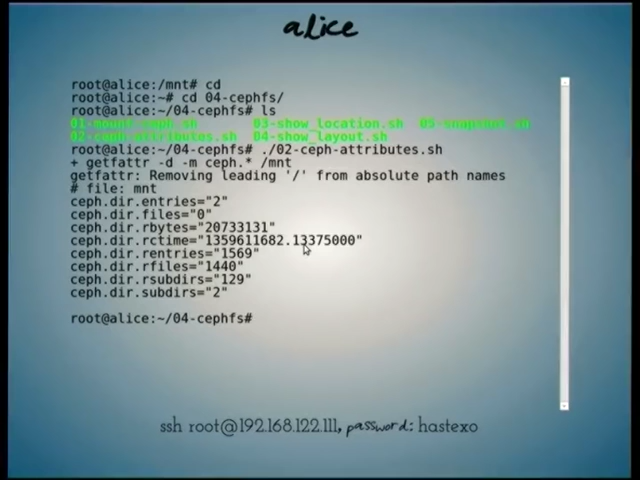 alice
root@alice:/mnt# cd
root@alice:~# cd 04-cephfs/
root@alice:~/04-cephfs# ls
01-mount-ceph.sh 03-show_location.sh 05-snapshot.sh
02-ceph-attributes.sh 04-show_layout.sh
root@alice:~/04-cephfs# ./02-ceph-attributes.sh
+ getfattr -d -m ceph.* /mnt
getfattr: Removing leading '/' from absolute path names
# file: mnt
ceph.dir.entries="2"
ceph.dir.files="0"
ceph.dir.rbytes="20733131"
ceph.dir.rctime="1359611682.13375000"
ceph.dir.rentries="1569"
ceph.dir.rfiles="1440"
ceph.dir.rsubdirs="129"
ceph.dir.subdirs="2"
root@alice:~/04-cephfs#
ssh root@192.168.122.111, password: hastexo